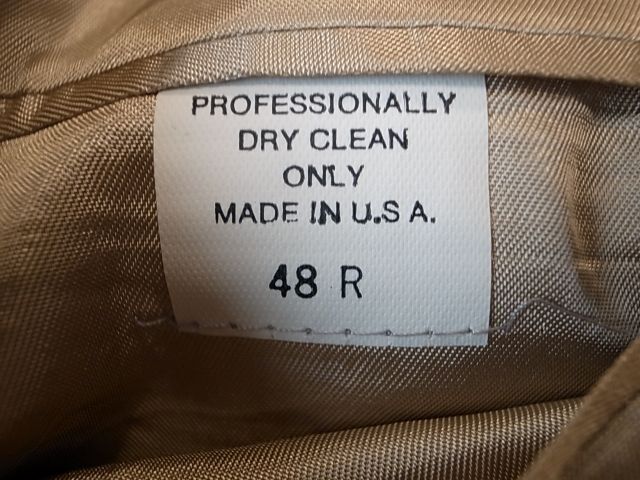 PROFESSIONALLY
DRY CLEAN
ONLY
MADE IN U.S A.
48 R